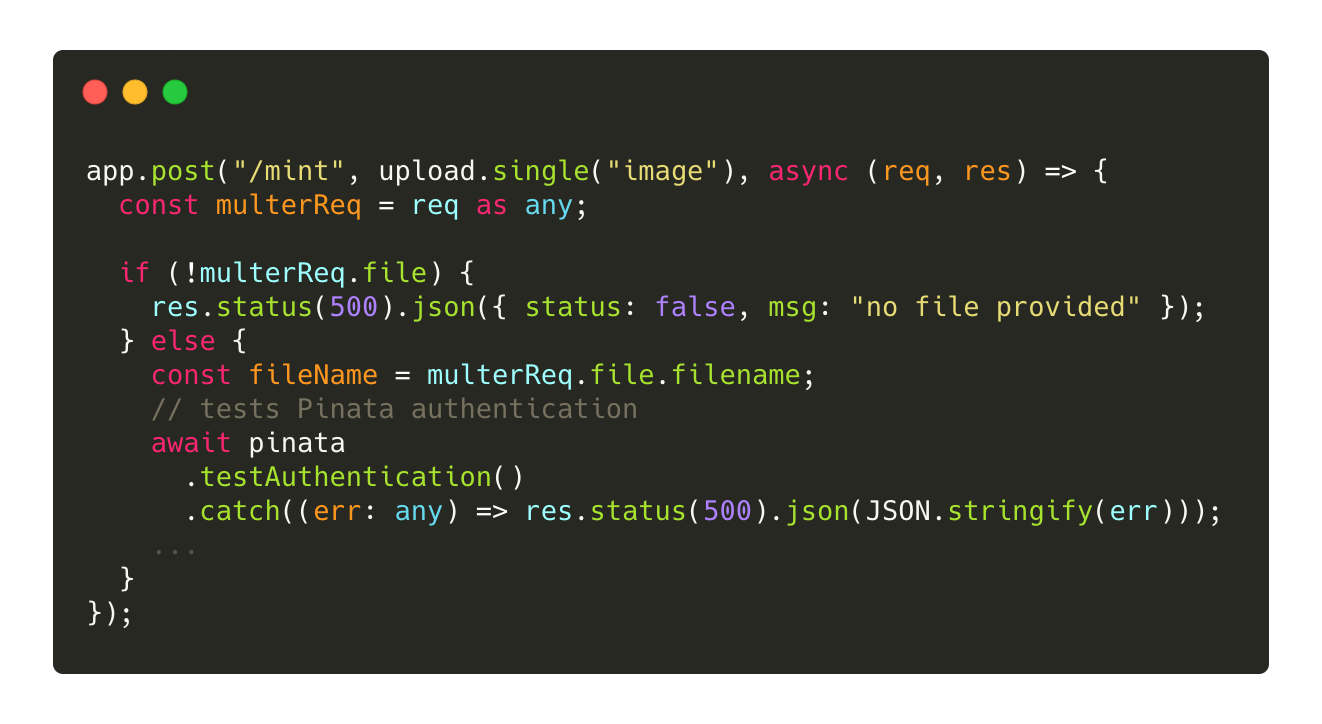 app.post("/mint", upload.single("image"), async (req, res) => {
  const multerReq = req as any;

  if (!multerReq.file) {
    res.status(500).json({ status: false, msg: "no file provided" });
  } else {
    const fileName = multerReq.file.filename;
    // tests Pinata authentication
    await pinata
      .testAuthentication()
      .catch((err: any) => res.status(500).json(JSON.stringify(err)));
    ...
  }
});